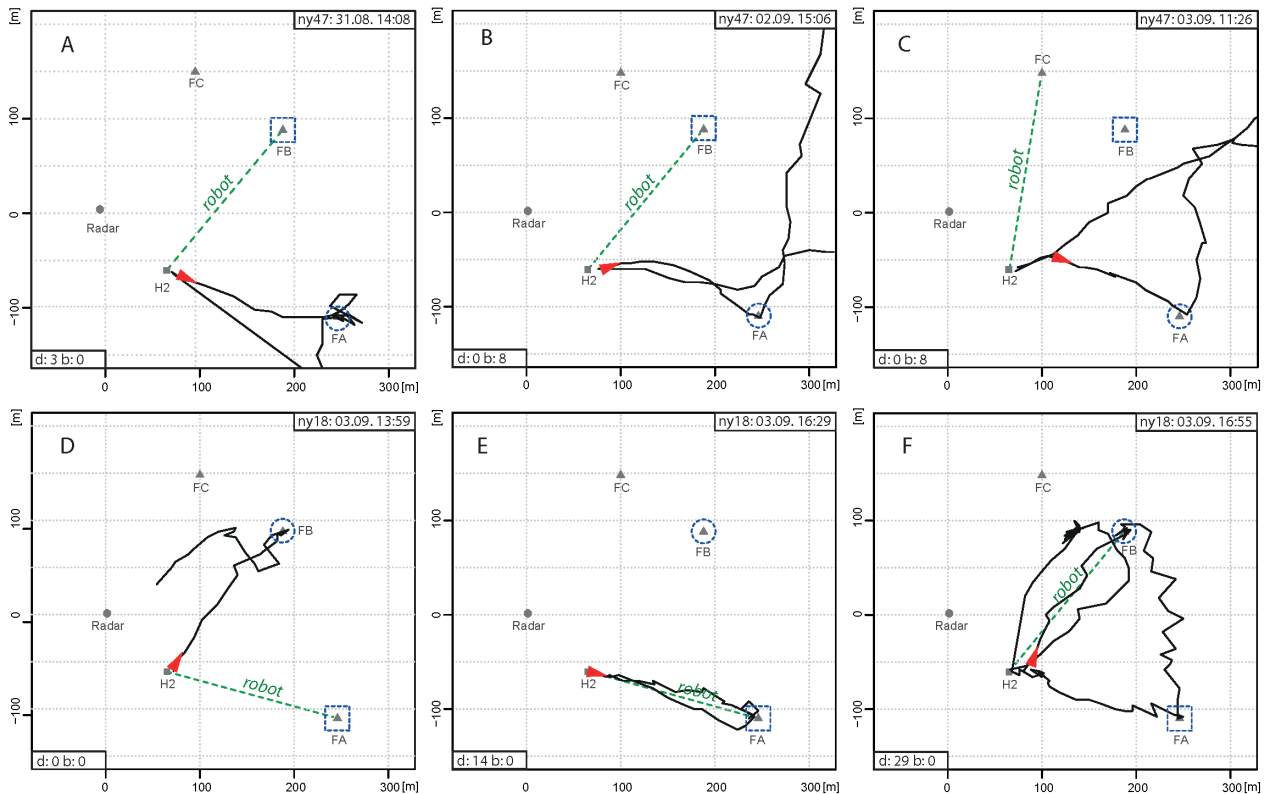 [m]
ny47: 31.08. 14:08
A
FC
100
FB
robot
0
Radar
H2
-100
FA
d: 3 b: 0
0
100
200
300 [m]
[m]
ny47: 02.09. 15:06
B
FC
100
FB
robot
0
Radar
H2
-100
FA
d: 0 b: 8
0
100
200
300 [m]
[m]
ny47: 03.09. 11:26
C
FC
100
FB
robot
0
Radar
H2
-100
FA
d: 0 b: 8
0
100
200
300 [m]
[m]
ny18: 03.09. 13:59
D
FC
100
FB
0
Radar
H2
robot
-100
FA
d: 0 b: 0
0
100
200
300 [m]
[m]
ny18: 03.09. 16:29
E
FC
100
FB
0
Radar
H2
robot
-100
FA
d: 14 b: 0
0
100
200
300 [m]
[m]
ny18: 03.09. 16:55
F
FC
100
FB
robot
0
Radar
H2
-100
FA
d: 29 b: 0
0
100
200
300 [m]